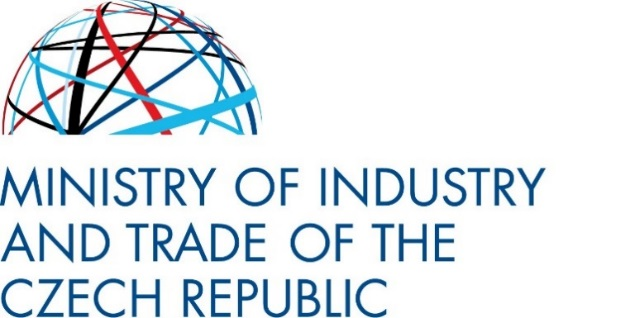 MINISTRY OF INDUSTRY
AND TRADE OF THE
CZECH REPUBLIC